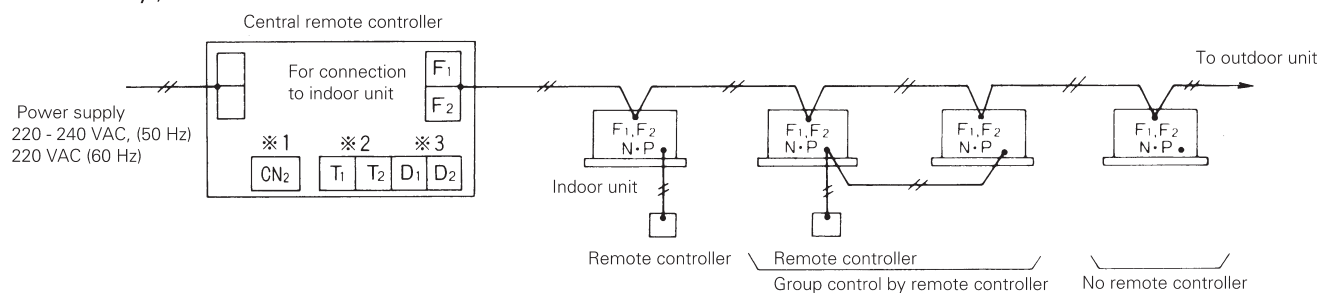 Central remote controller
For connection
to indoor unit
F1
F2
※1
※2
※3
CN2
T1 T2 D1 D2
Power supply
220 - 240 VAC, (50 Hz)
220 VAC (60 Hz)
To outdoor unit
F1,F2
N・P
F1,F2
N・P
F1,F2
N・P
F1,F2
N・P
Indoor unit
Remote controller
Remote controller
Group control by remote controller
No remote controller